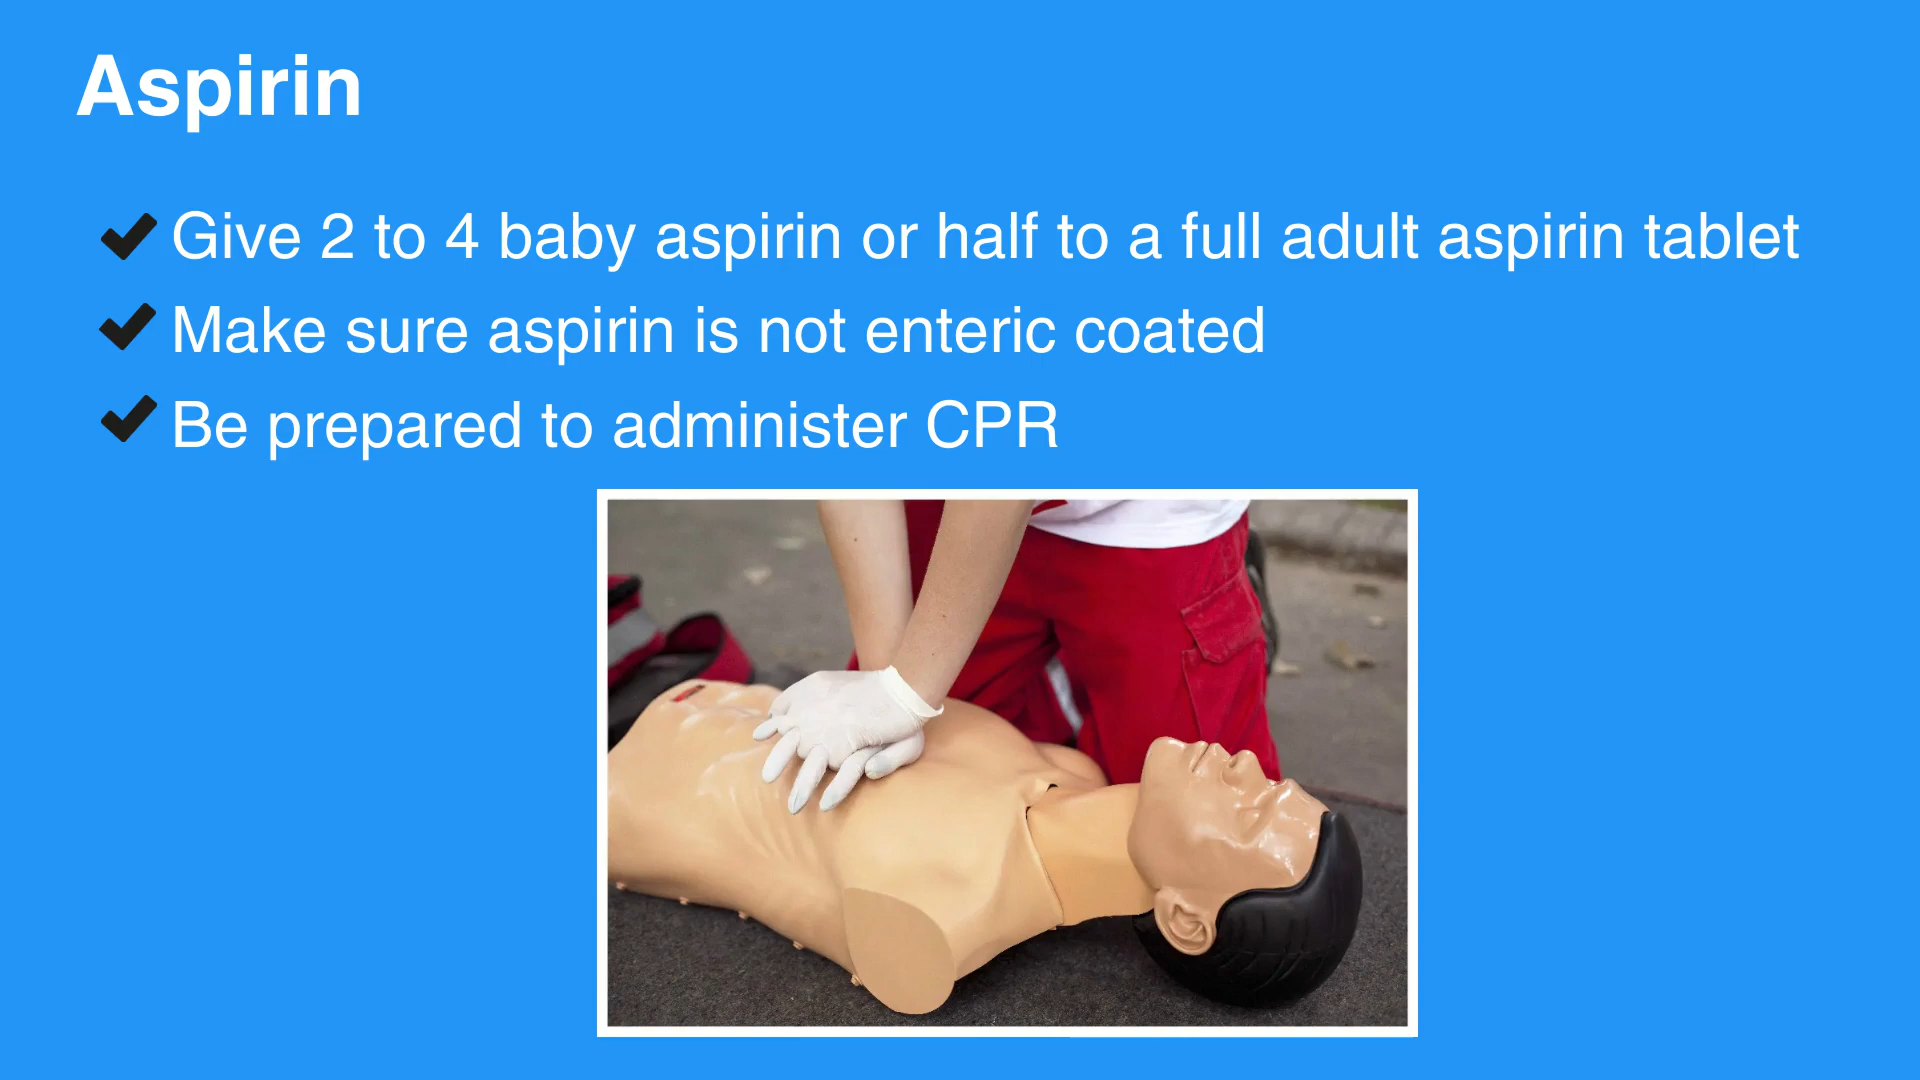 Aspirin
Give 2 to 4 baby aspirin or half to a full adult aspirin tablet
Make sure aspirin is not enteric coated
Be prepared to administer CPR